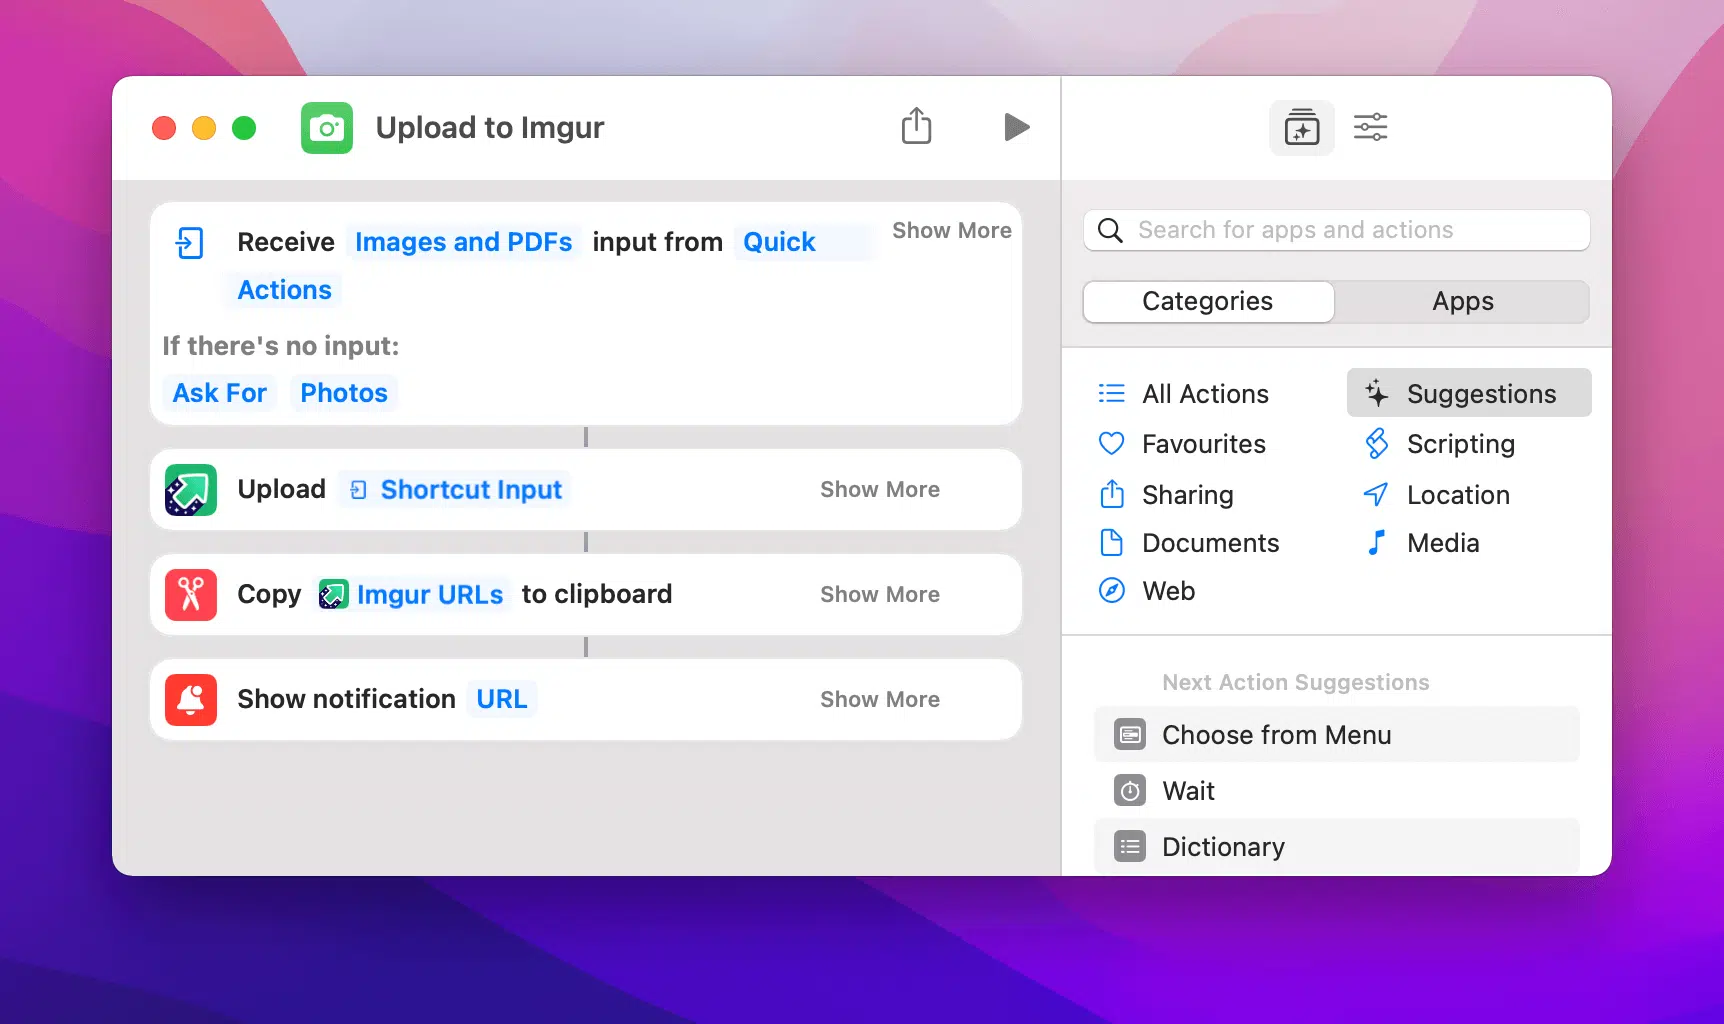 Upload to Imgur
Receive Images and PDFs input from Quick Actions
Show More
If there's no input:
Ask For Photos
Upload Shortcut Input Show More
Copy Imgur URLs to clipboard Show More
Show notification URL Show More
Search for apps and actions
Categories Apps
All Actions Suggestions
Favourites Scripting
Sharing Location
Documents Media
Web
Next Action Suggestions
Choose from Menu
Wait
Dictionary